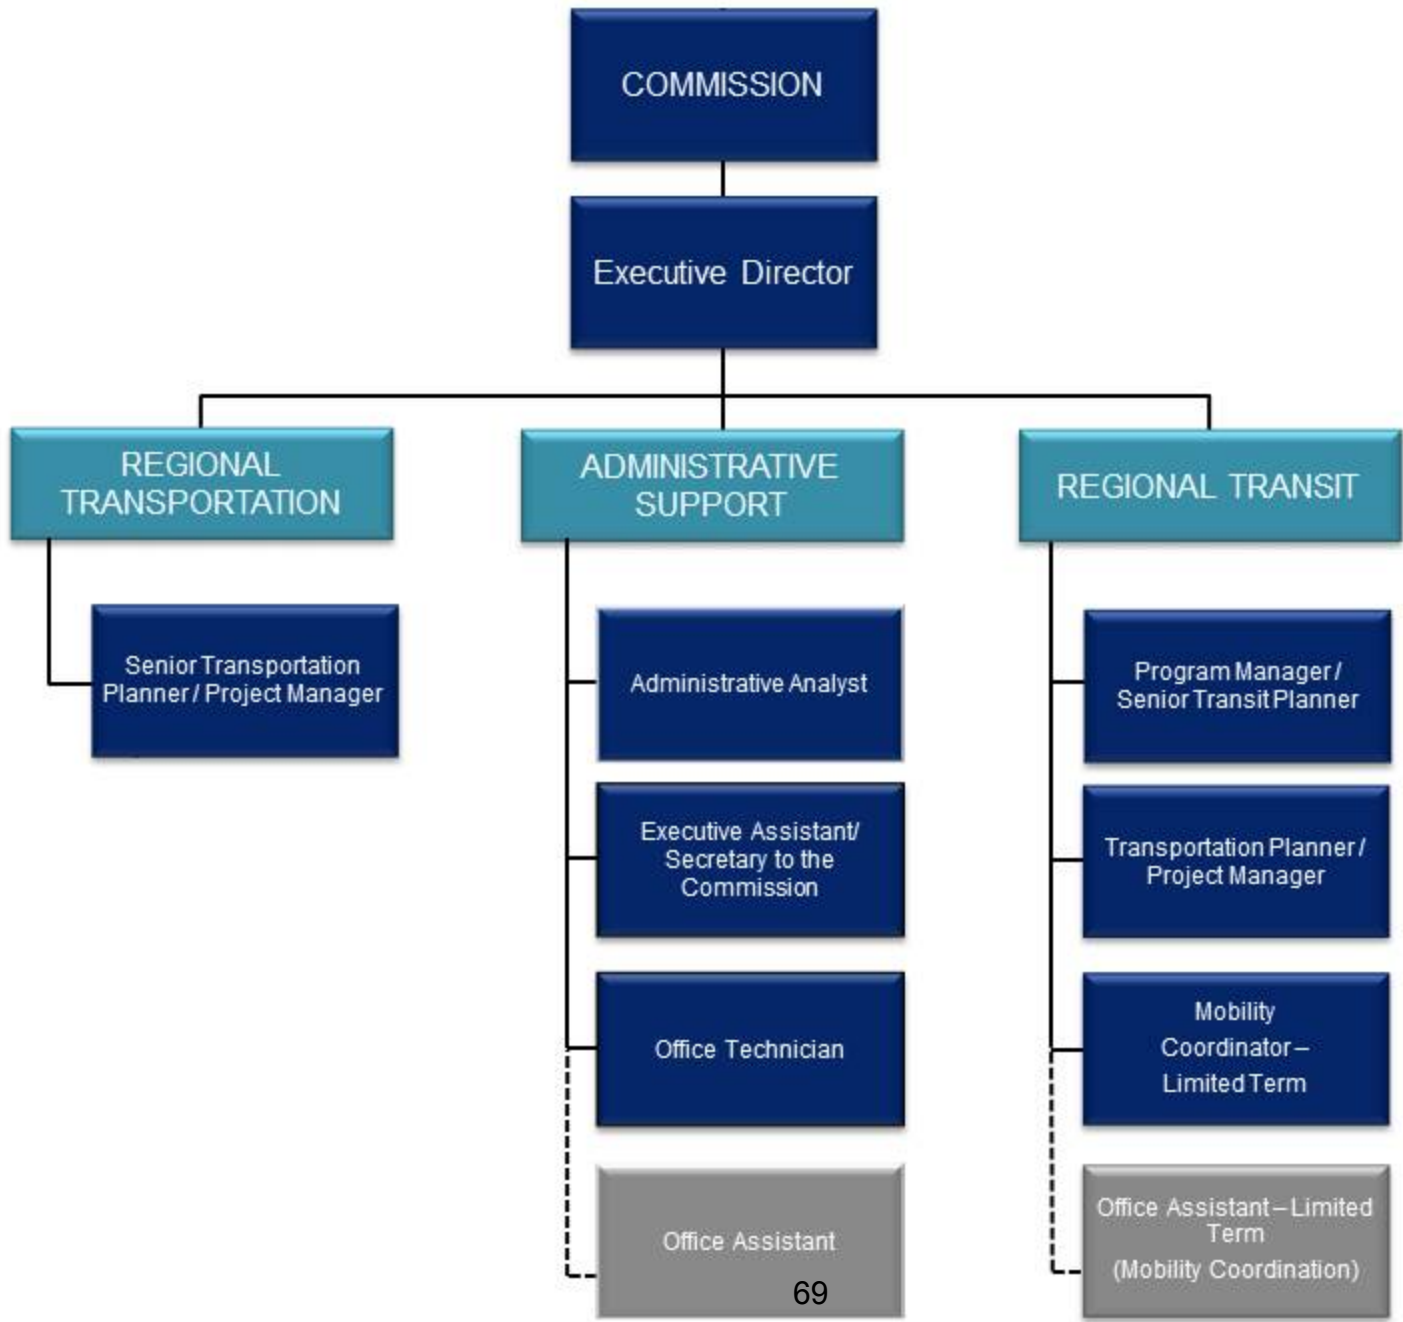 COMMISSION
Executive Director
REGIONAL
TRANSPORTATION
ADMINISTRATIVE
SUPPORT
REGIONAL TRANSIT
Senior Transportation
Planner / Project Manager
Administrative Analyst
Executive Assistant/
Secretary to the
Commission
Office Technician
Office Assistant
Program Manager /
Senior Transit Planner
Transportation Planner /
Project Manager
Mobility
Coordinator –
Limited Term
Office Assistant – Limited
Term
(Mobility Coordination)
69